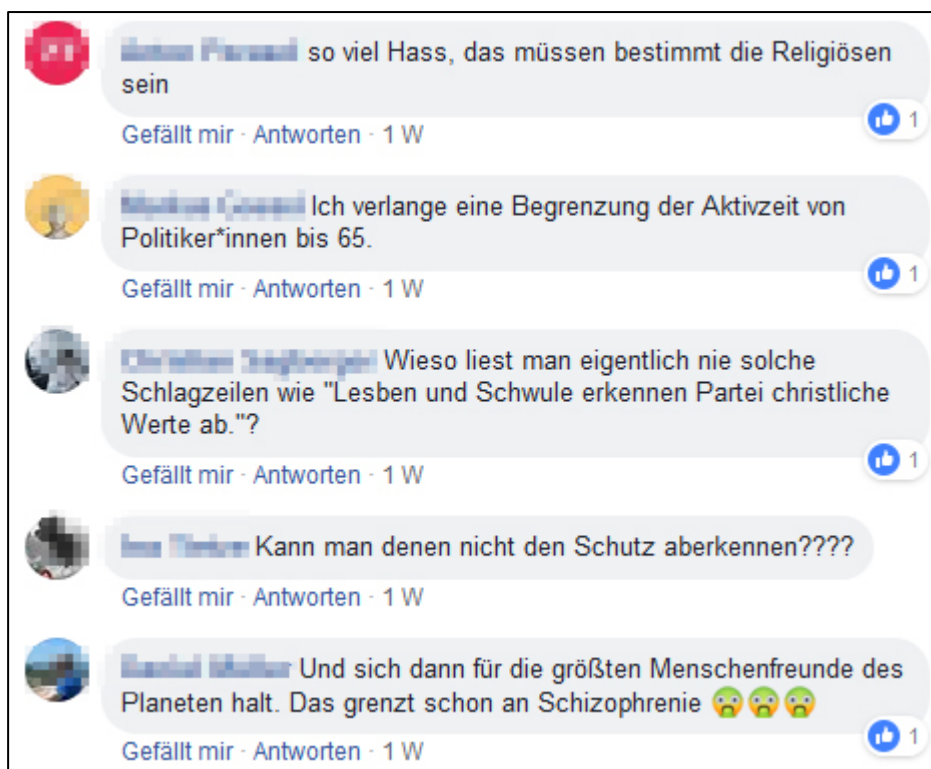 so viel Hass, das müssen bestimmt die Religiösen
sein
Gefällt mir · Antworten · 1 W
1
Ich verlange eine Begrenzung der Aktivzeit von
Politiker*innen bis 65.
Gefällt mir · Antworten · 1 W
1
Wieso liest man eigentlich nie solche
Schlagzeilen wie "Lesben und Schwule erkennen Partei christliche
Werte ab."?
Gefällt mir · Antworten · 1 W
1
Kann man denen nicht den Schutz aberkennen????
Gefällt mir · Antworten · 1 W
Und sich dann für die größten Menschenfreunde des
Planeten halt. Das grenzt schon an Schizophrenie 😨😨😨
Gefällt mir · Antworten · 1 W
1